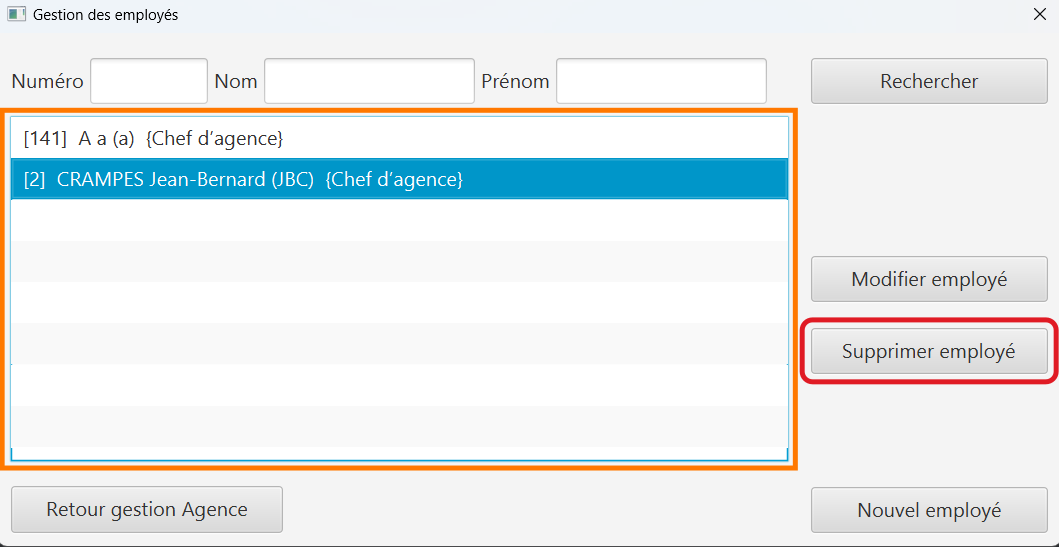 Gestion des employés
Numéro Nom Prénom Rechercher
[141] A a (a) {Chef d’agence}
[2] CRAMPES Jean-Bernard (JBC) {Chef d’agence}
Modifier employé
Supprimer employé
Retour gestion Agence
Nouvel employé